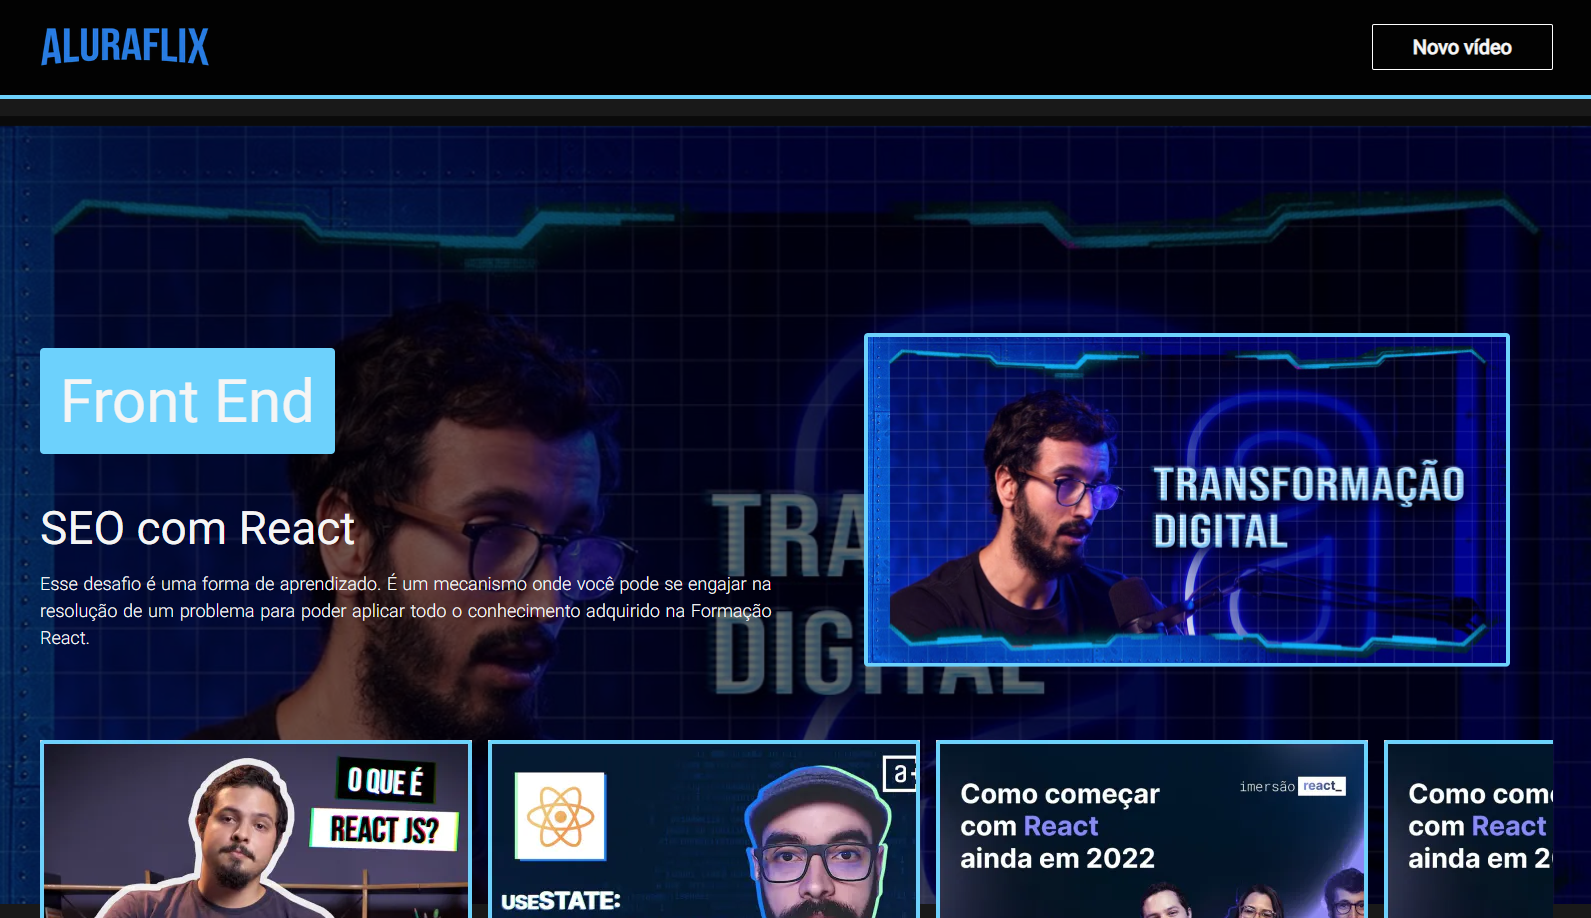 ALURAFLIX
Novo vídeo
Front End
SEO com React
Esse desafio é uma forma de aprendizado. É um mecanismo onde você pode se engajar na
resolução de um problema para poder aplicar todo o conhecimento adquirido na Formação
React.
TRA
DIGITAL
TRANSFORMAÇÃO
DIGITAL
O QUE É
REACT JS?
a+
USESTATE:
Como começar
com React
ainda em 2022
imersão react_
Como com
com React
ainda em 2